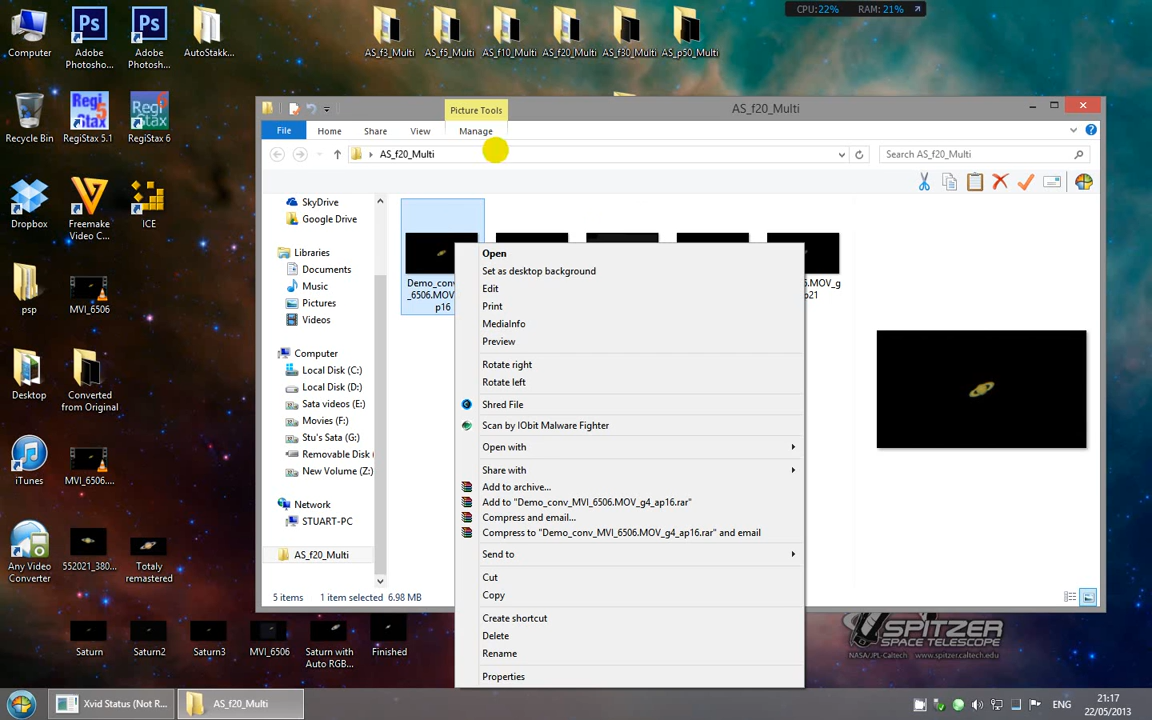 CPU:22% RAM: 21%
Computer
Adobe
Photosho...
Adobe
Photosh...
AutoStakk...
AS_f3_Multi
AS_f5_Multi
AS_f10_Multi
AS_f20_Multi
AS_f30_Multi
AS_p50_Multi
Recycle Bin
RegiStax 5.1
RegiStax 6
Dropbox
Freemake
Video C...
ICE
psp
MVI_6506
Desktop
Converted
from Original
iTunes
MVI_6506....
Any Video
Converter
552021_380...
Totaly
remastered
Saturn
Saturn2
Saturn3
MVI_6506
Saturn with
Auto RGB...
Finished
Picture Tools
AS_f20_Multi
File
Home
Share
View
Manage
AS_f20_Multi
Search AS_f20_Multi
SkyDrive
Google Drive
Libraries
Documents
Music
Pictures
Videos
Computer
Local Disk (C:)
Local Disk (D:)
Sata videos (E:)
Movies (F:)
Stu's Sata (G:)
Removable Disk
New Volume (Z:)
Network
STUART-PC
AS_f20_Multi
Demo_conv
_6506.MOV
p16
6.MOV_g
p21
Open
Set as desktop background
Edit
Print
MediaInfo
Preview
Rotate right
Rotate left
Shred File
Scan by IObit Malware Fighter
Open with
Share with
Add to archive...
Add to "Demo_conv_MVI_6506.MOV_g4_ap16.rar"
Compress and email...
Compress to "Demo_conv_MVI_6506.MOV_g4_ap16.rar" and email
Send to
Cut
Copy
Create shortcut
Delete
Rename
Properties
5 items 1 item selected 6.98 MB
SPITZER
SPACE TELESCOPE
NASA/JPL-Caltech www.spitzer.caltech.edu
Xvid Status (Not R...
AS_f20_Multi
ENG
21:17
22/05/2013